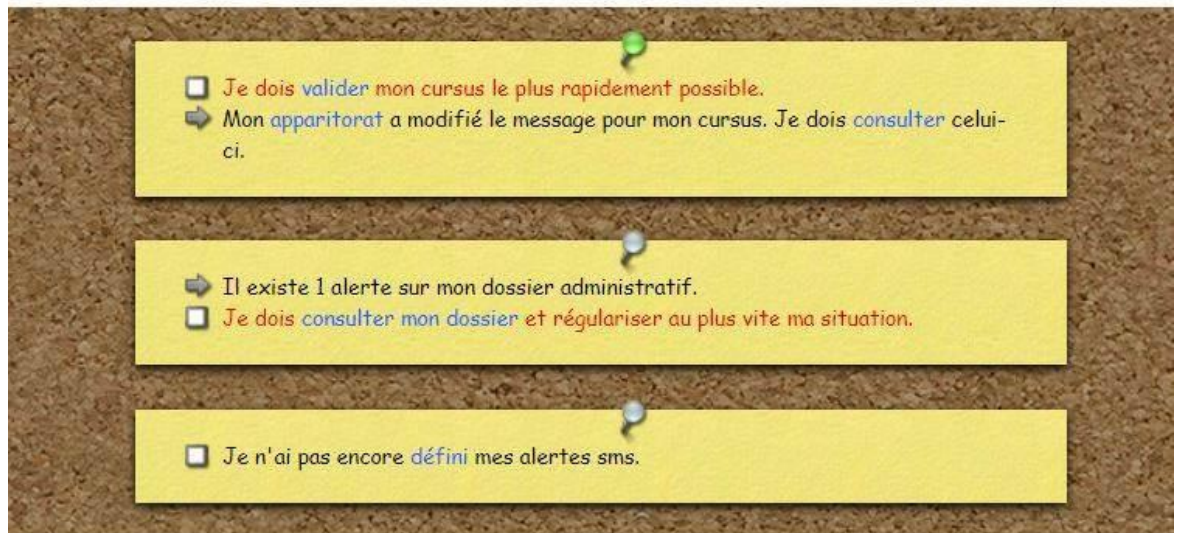 Je dois valider mon cursus le plus rapidement possible.
Mon apparitorat a modifié le message pour mon cursus. Je dois consulter celui-
ci.
Il existe 1 alerte sur mon dossier administratif.
Je dois consulter mon dossier et régulariser au plus vite ma situation.
Je n'ai pas encore défini mes alertes sms.